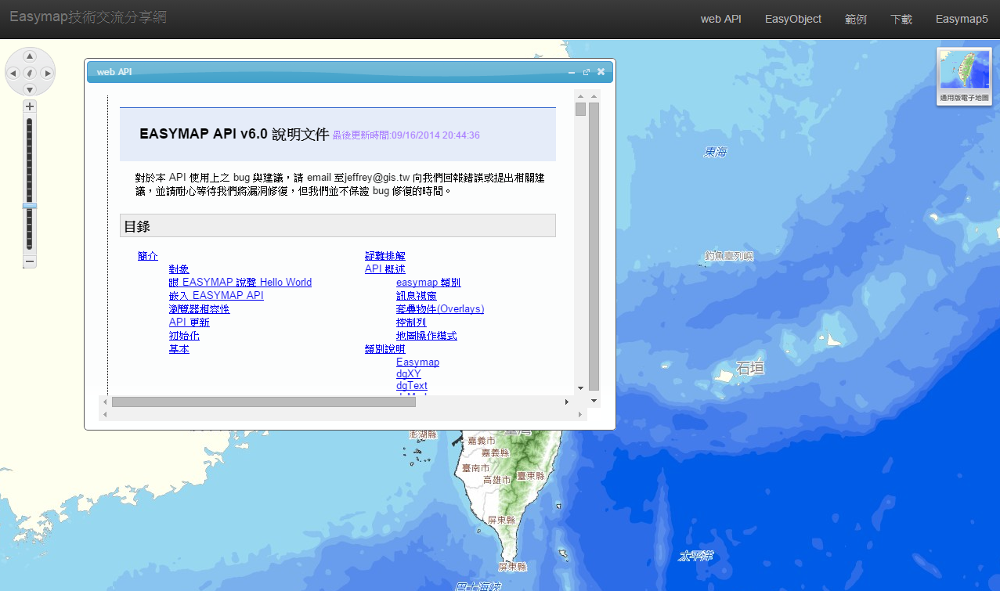 Easymap技術交流分享網
web API
EasyObject
範例
下載
Easymap5
web API
EASYMAP API v6.0 說明文件 最後更新時間:09/16/2014 20:44:36
對於本 API 使用上之 bug 與建議，請 email 至jeffrey@gis.tw 向我們回報錯誤或提出相關建
議，並請耐心等待我們將漏洞修復，但我們並不保證 bug 修復的時間。
目錄
簡介
對象
跟 EASYMAP 說聲 Hello World
嵌入 EASYMAP API
瀏覽器相容性
API 更新
初始化
基本
疑難排解
API 概述
easymap 類別
訊息視窗
套疊物件(Overlays)
控制列
地圖操作模式
類別說明
Easymap
dgXY
dgText
通用版電子地圖
東海
釣魚臺列嶼
石垣
澎湖縣
嘉義市
嘉義縣
臺南市
高雄市
臺東縣
屏東縣
屏東縣
太平洋
巴士海峽